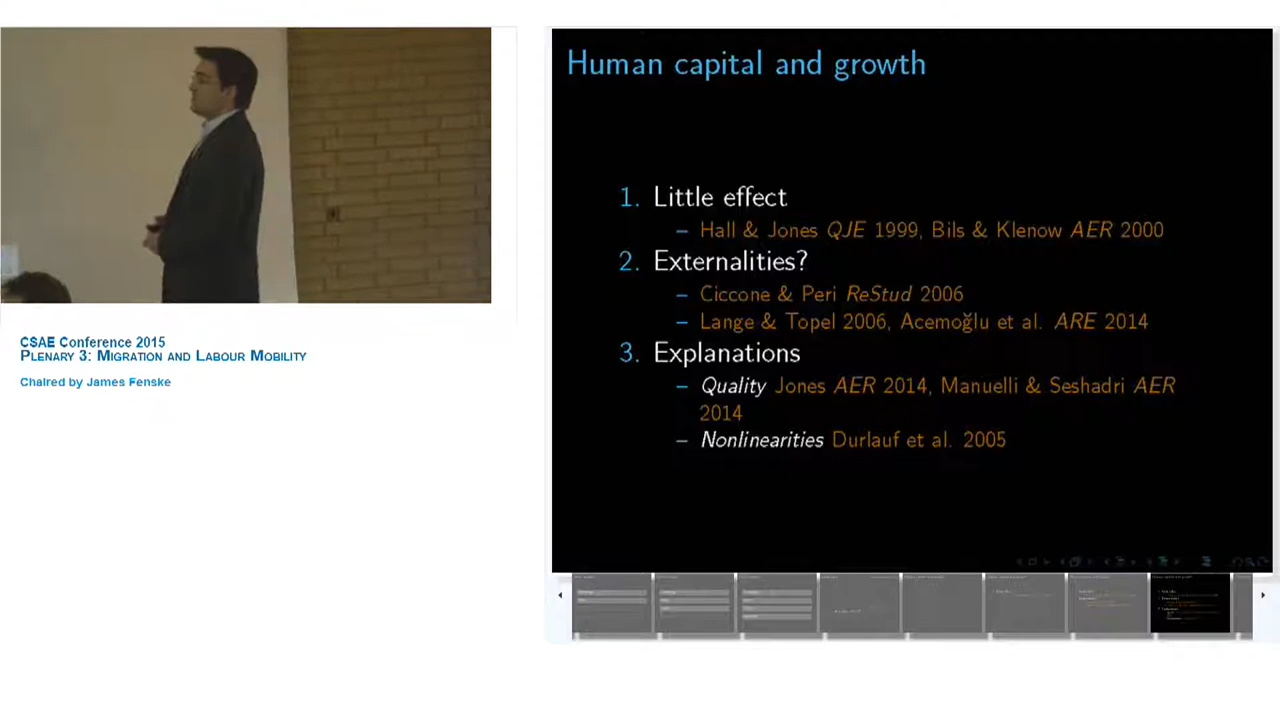 CSAE Conference 2015
Plenary 3: Migration and Labour Mobility
Chaired by James Fenske
Human capital and growth
1. Little effect
– Hall & Jones QJE 1999, Bils & Klenow AER 2000
2. Externalities?
– Ciccone & Peri ReStud 2006
– Lange & Topel 2006, Acemoğlu et al. ARE 2014
3. Explanations
– Quality Jones AER 2014, Manuelli & Seshadri AER
2014
– Nonlinearities Durlauf et al. 2005